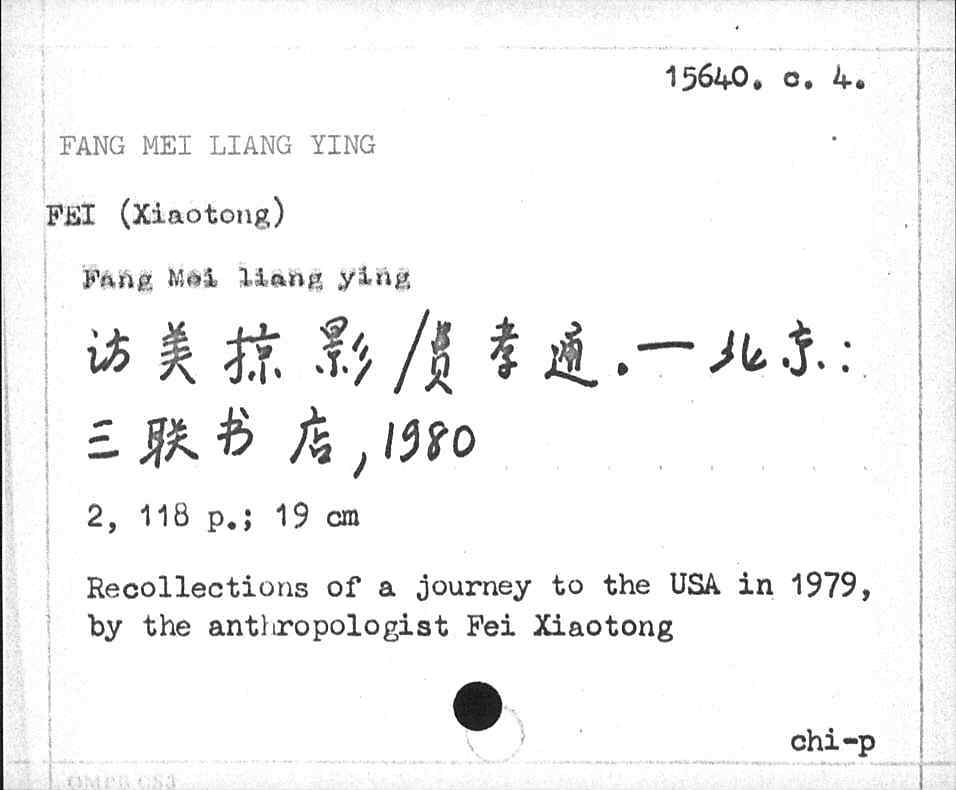 15640. c. 4.
FANG MEI LIANG YING
FEI (Xiaotong)
Fang Mei liang ying
访美掠影/费孝通.—北京:
三联书店,1980
2, 118 p.; 19 cm
Recollections of a journey to the USA in 1979,
by the anthropologist Fei Xiaotong
chi-p